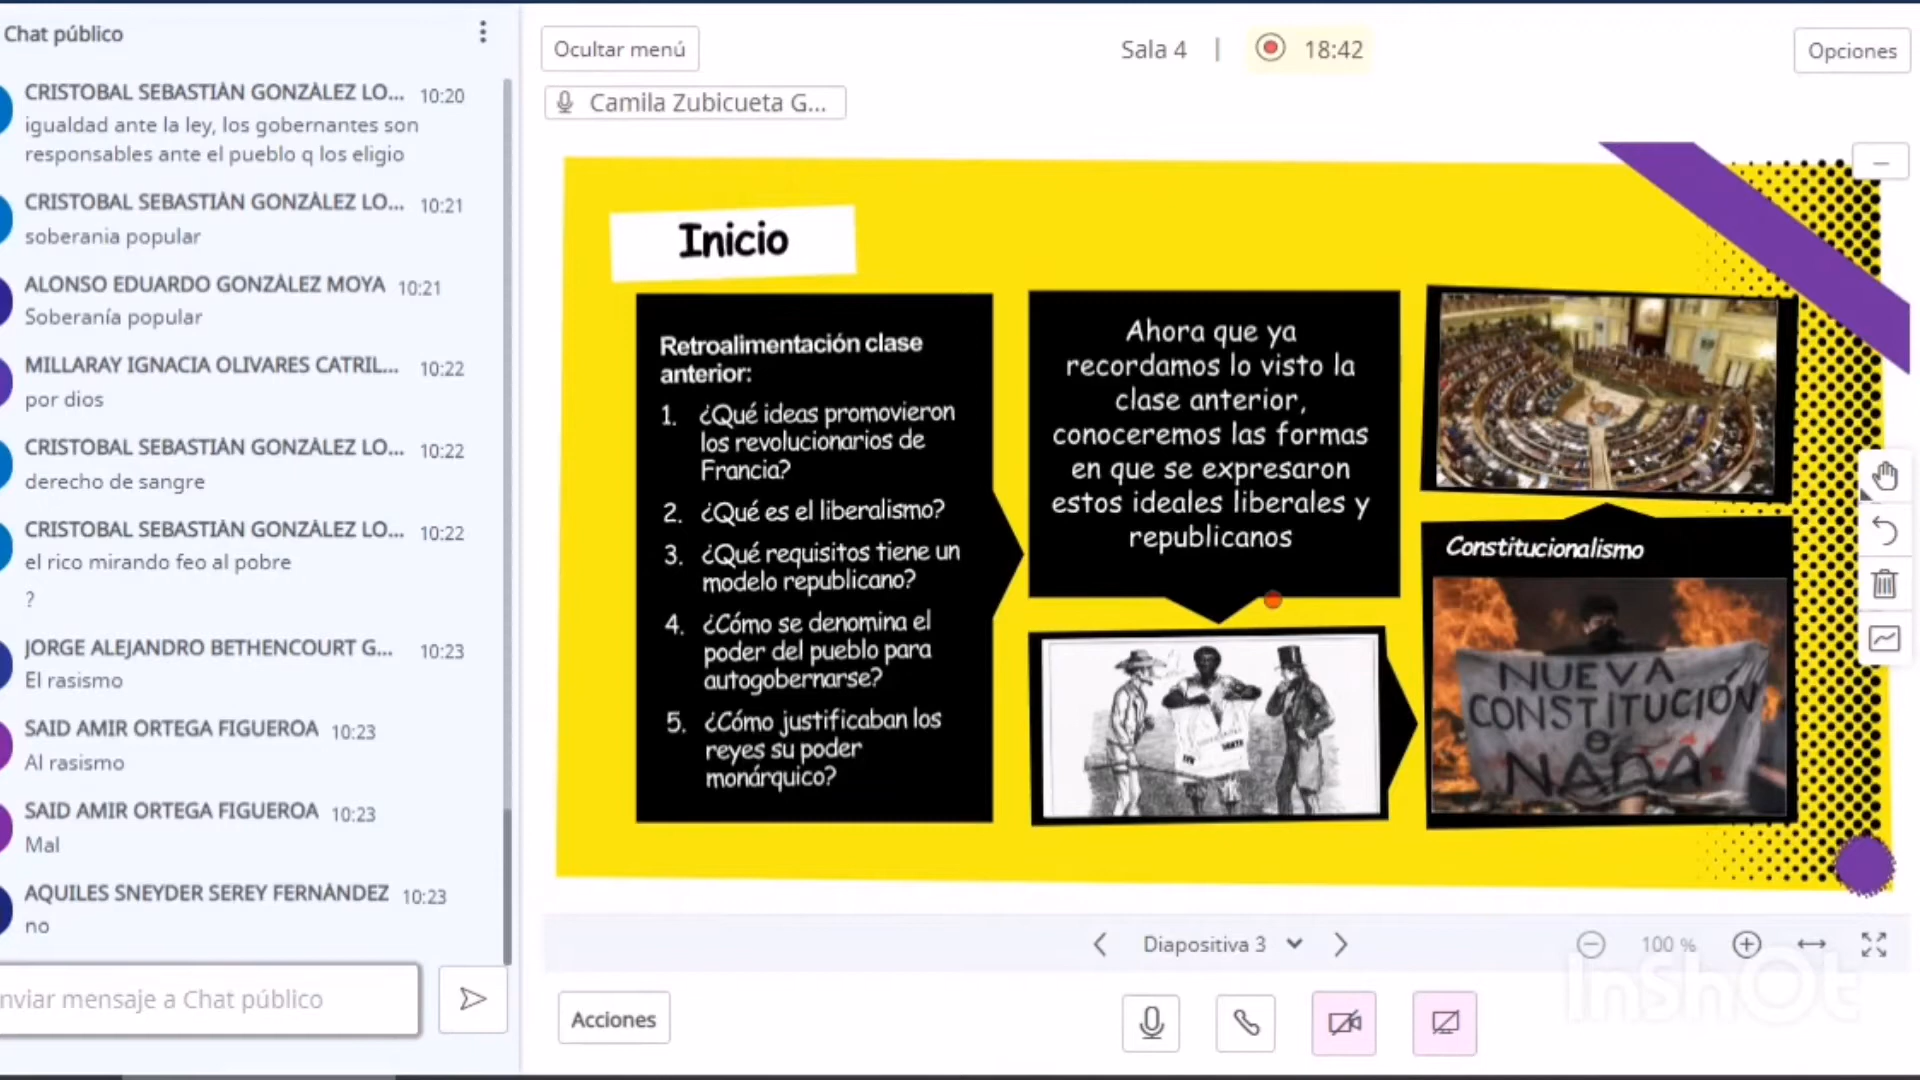 Chat público
CRISTOBAL SEBASTIÁN GONZÁLEZ LO... 10:20
igualdad ante la ley, los gobernantes son
responsables ante el pueblo q los eligio
CRISTOBAL SEBASTIÁN GONZÁLEZ LO... 10:21
soberania popular
ALONSO EDUARDO GONZÁLEZ MOYA 10:21
Soberanía popular
MILLARAY IGNACIA OLIVARES CATRIL... 10:22
por dios
CRISTOBAL SEBASTIÁN GONZÁLEZ LO... 10:22
derecho de sangre
CRISTOBAL SEBASTIÁN GONZÁLEZ LO... 10:22
el rico mirando feo al pobre
?
JORGE ALEJANDRO BETHENCOURT G... 10:23
El rasismo
SAID AMIR ORTEGA FIGUEROA 10:23
Al rasismo
SAID AMIR ORTEGA FIGUEROA 10:23
Mal
AQUILES SNEYDER SEREY FERNÁNDEZ 10:23
no
nviar mensaje a Chat público
Ocultar menú
Sala 4 | 18:42
Opciones
Camila Zubicueta G...
Inicio
Retroalimentación clase
anterior:
1. ¿Qué ideas promovieron
los revolucionarios de
Francia?
2. ¿Qué es el liberalismo?
3. ¿Qué requisitos tiene un
modelo republicano?
4. ¿Cómo se denomina el
poder del pueblo para
autogobernarse?
5. ¿Cómo justificaban los
reyes su poder
monárquico?
Ahora que ya
recordamos lo visto la
clase anterior,
conoceremos las formas
en que se expresaron
estos ideales liberales y
republicanos
Constitucionalismo
NUEVA
CONSTITUCIÓN
O
NADA
Diapositiva 3
100 %
InShOt
Acciones